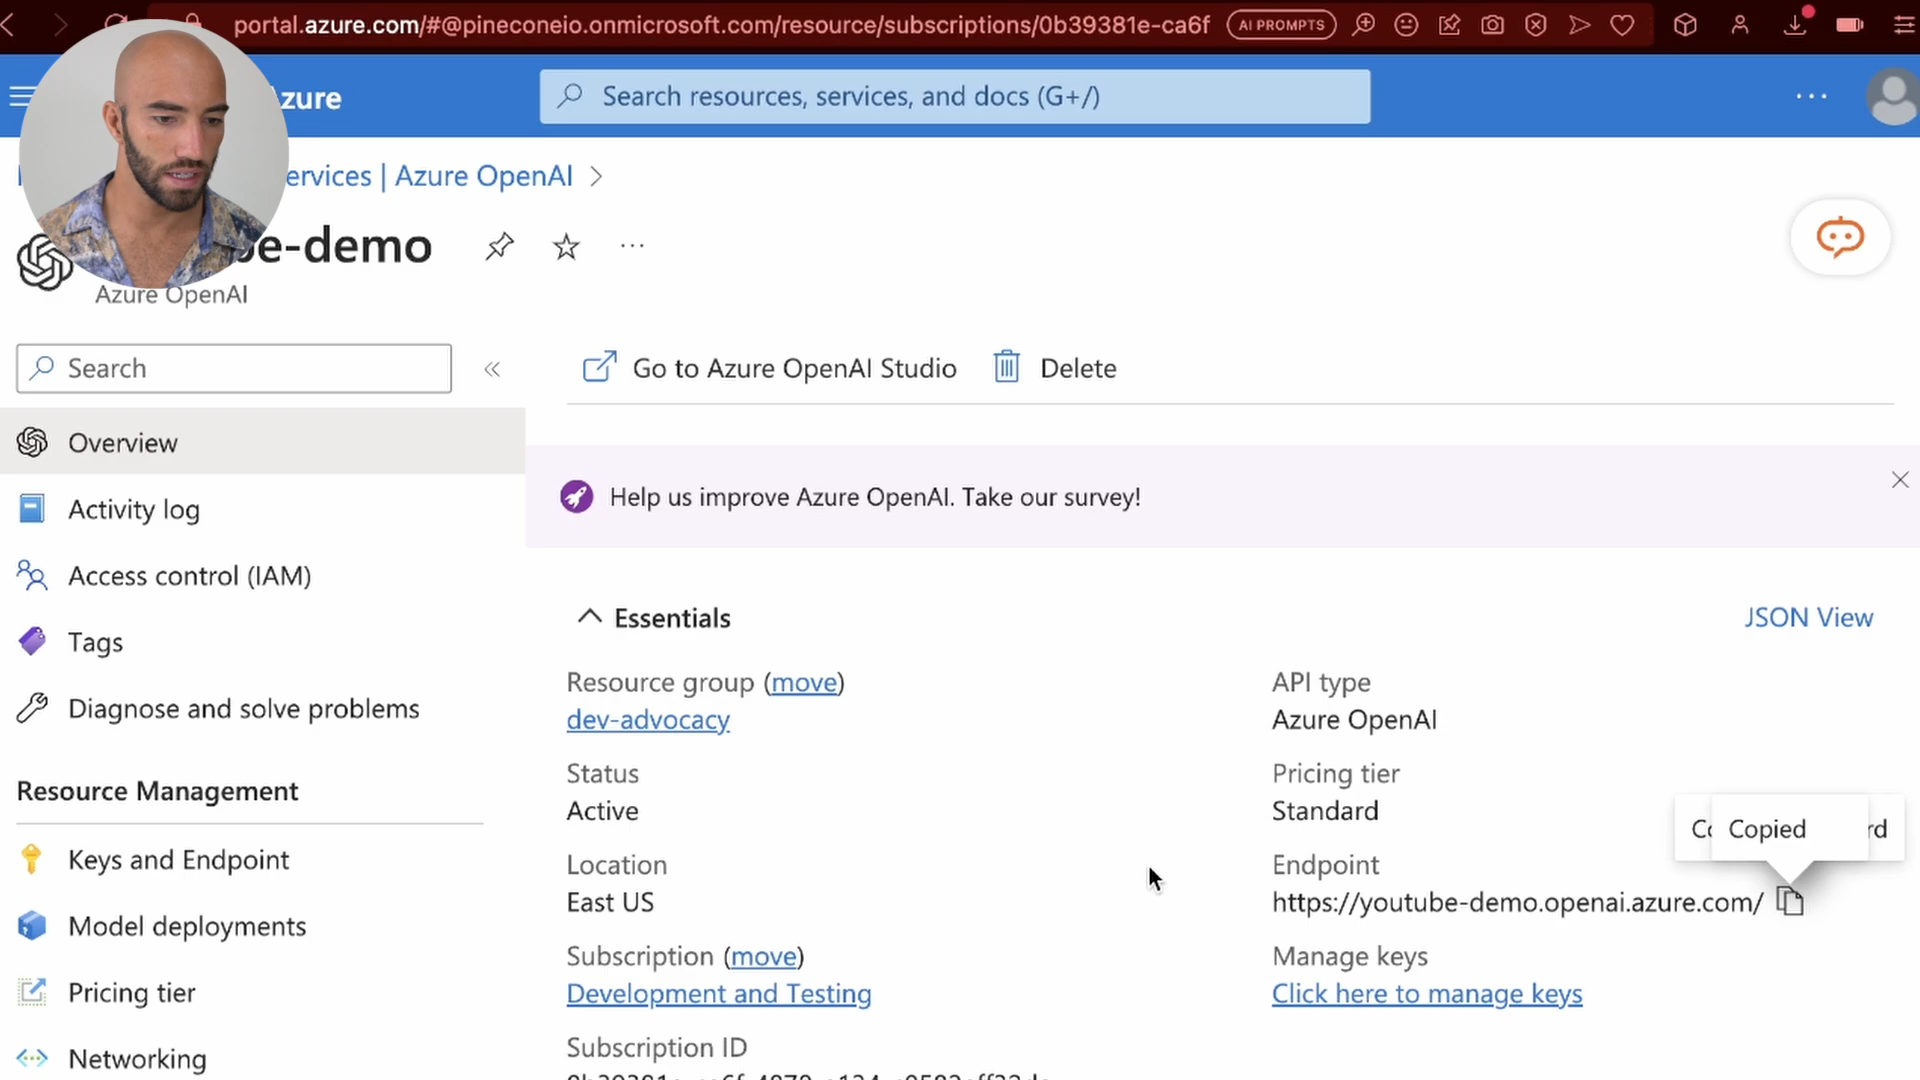 portal.azure.com/#@pineconeio.onmicrosoft.com/resource/subscriptions/0b39381e-ca6f
AI PROMPTS
Search resources, services, and docs (G+/)
Azure OpenAI
Azure OpenAI
Search
Go to Azure OpenAI Studio
Delete
Overview
Help us improve Azure OpenAI. Take our survey!
Activity log
Access control (IAM)
Essentials
JSON View
Tags
Resource group (move)
API type
dev-advocacy
Azure OpenAI
Diagnose and solve problems
Status
Pricing tier
Resource Management
Active
Standard
Copied
Keys and Endpoint
Location
Endpoint
East US
https://youtube-demo.openai.azure.com/
Model deployments
Subscription (move)
Manage keys
Pricing tier
Development and Testing
Click here to manage keys
Networking
Subscription ID